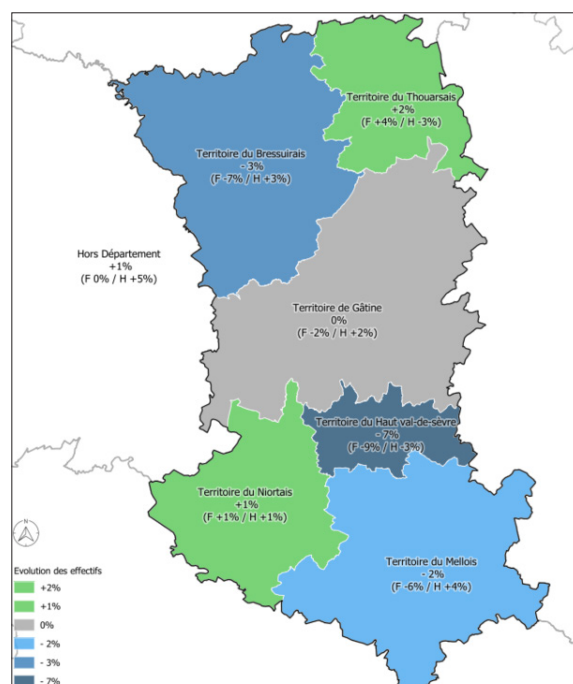 Territoire du Thouarsais
+2%
(F +4% / H -3%)
Territoire du Bressuirais
- 3%
(F -7% / H +3%)
Hors Département
+1%
(F 0% / H +5%)
Territoire de Gâtine
0%
(F -2% / H +2%)
Territoire du Haut val-de-sèvre
- 7%
(F -9% / H -3%)
Territoire du Niortais
+1%
(F +1% / H +1%)
Territoire du Mellois
- 2%
(F -6% / H +4%)
Evolution des effectifs
+2%
+1%
0%
- 2%
- 3%
- 7%